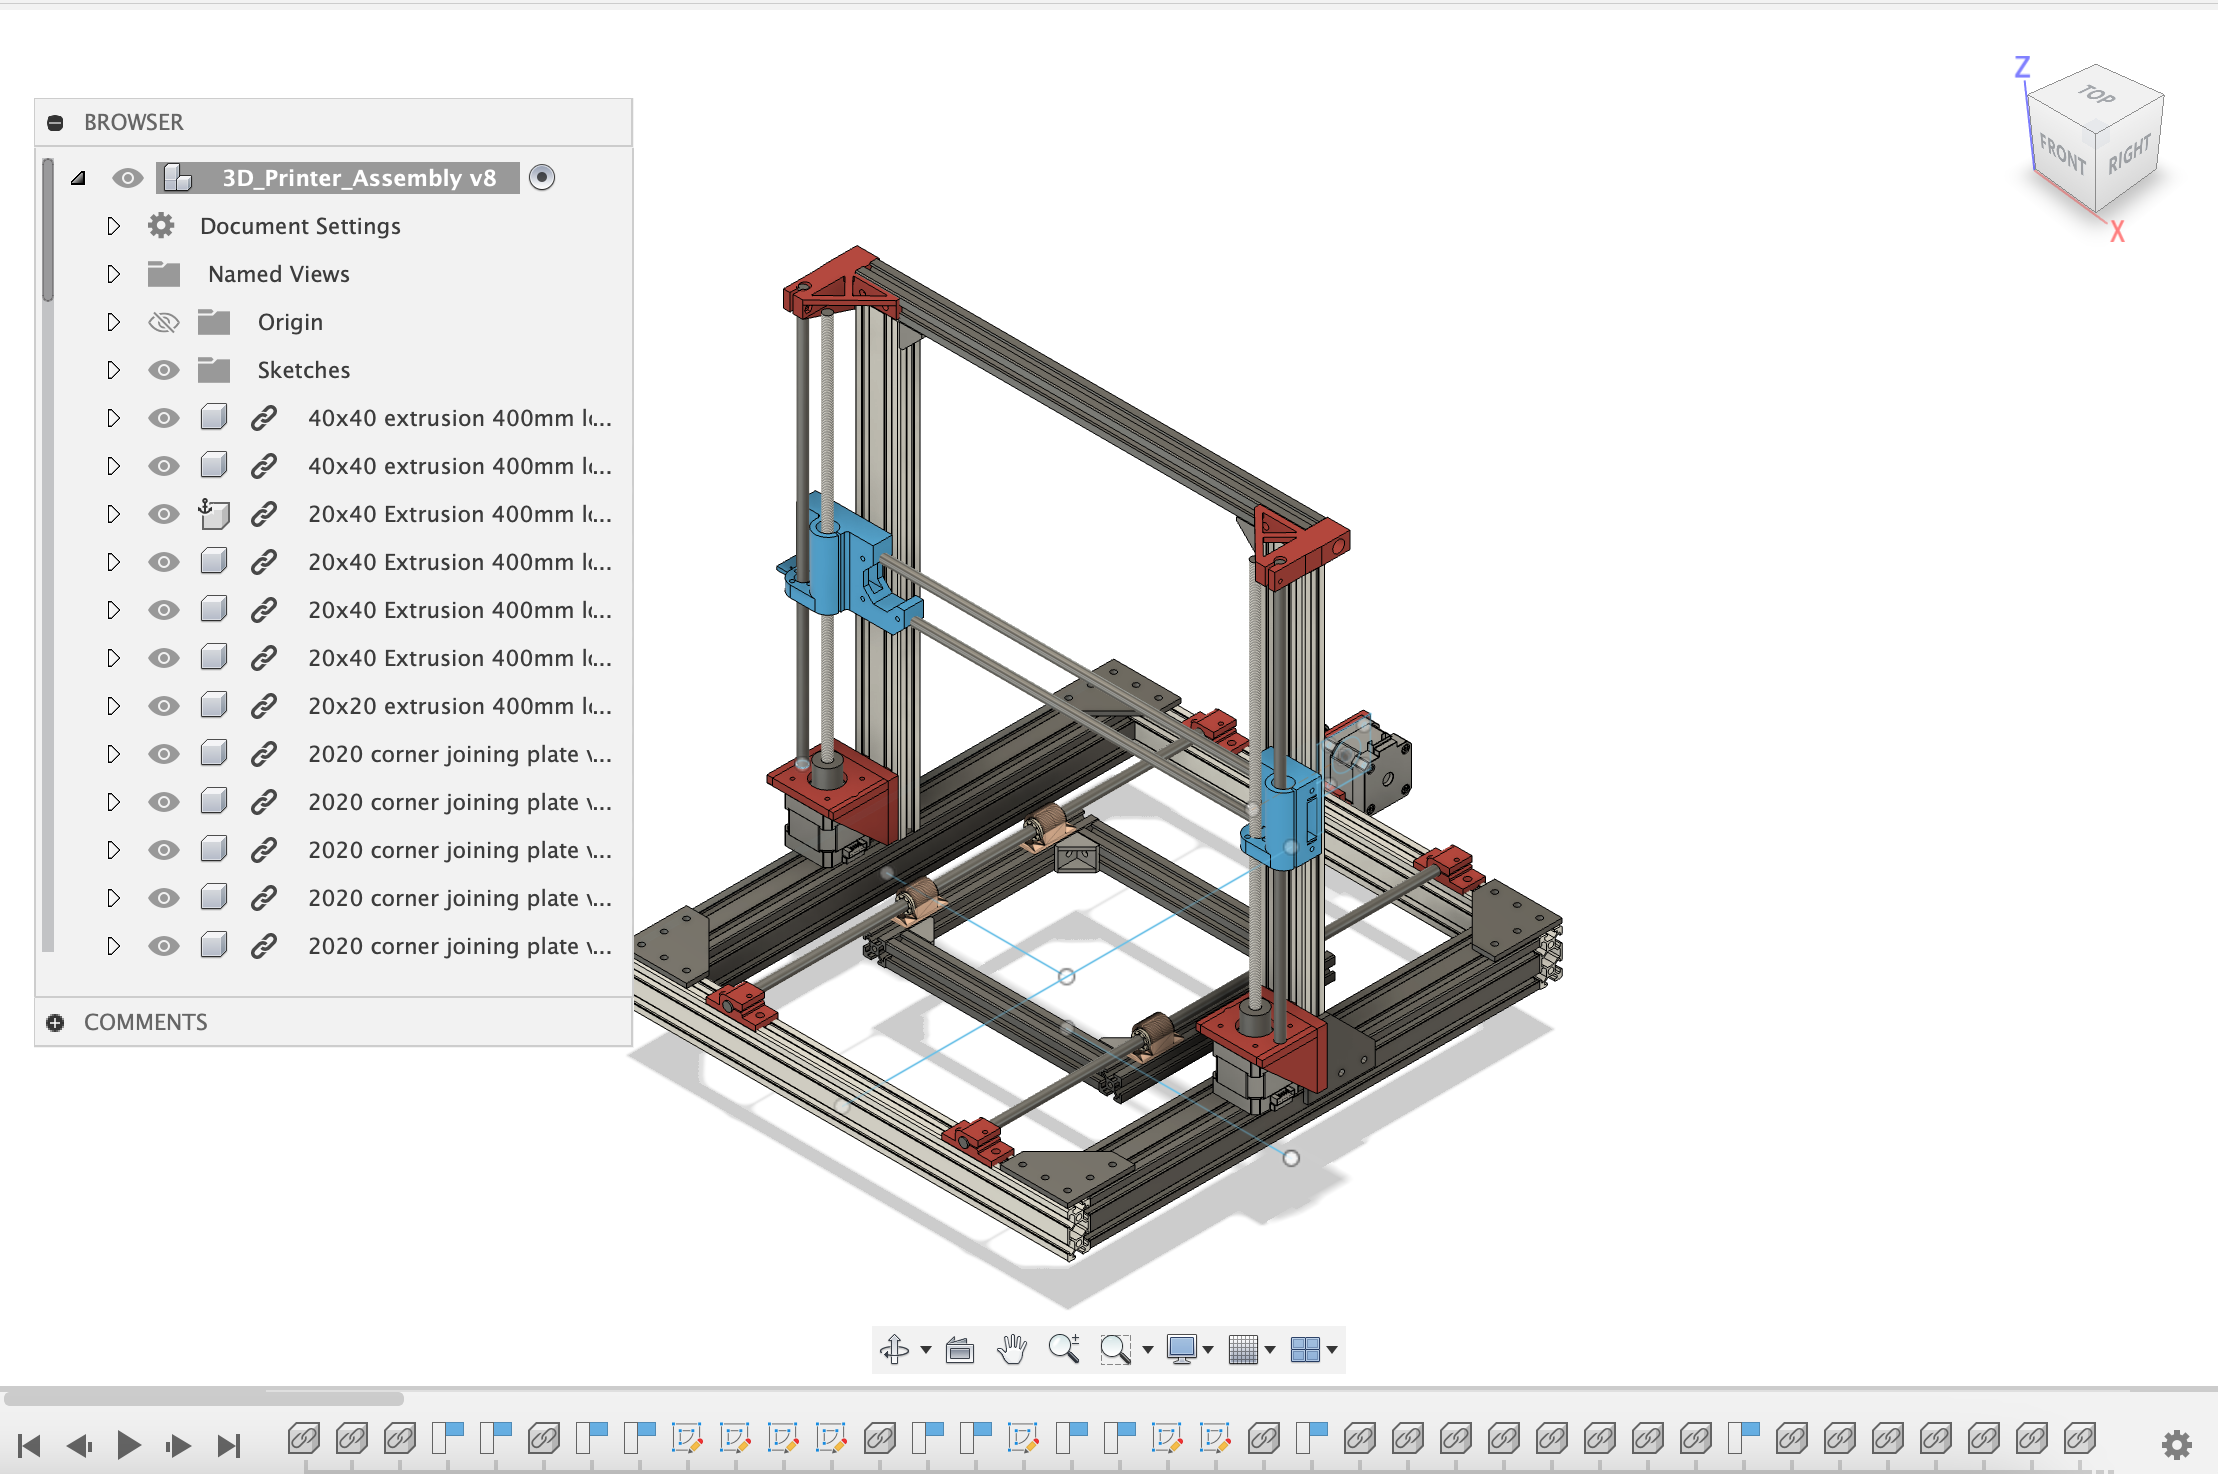 BROWSER
3D_Printer_Assembly v8
Document Settings
Named Views
Origin
Sketches
40x40 extrusion 400mm l...
40x40 extrusion 400mm l...
20x40 Extrusion 400mm l...
20x40 Extrusion 400mm l...
20x40 Extrusion 400mm l...
20x40 Extrusion 400mm l...
20x20 extrusion 400mm l...
2020 corner joining plate v...
2020 corner joining plate v...
2020 corner joining plate v...
2020 corner joining plate v...
2020 corner joining plate v...
COMMENTS
Z
TOP
FRONT
RIGHT
X